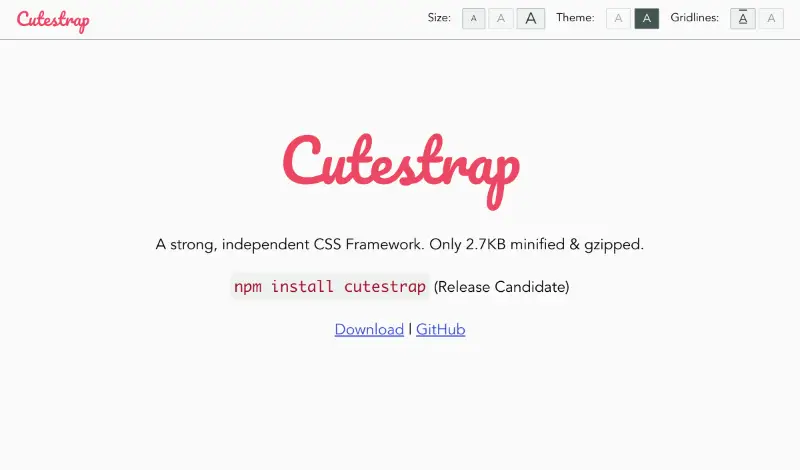 Cutestrap Size: A A A Theme: A A Gridlines: A A
Cutestrap
A strong, independent CSS Framework. Only 2.7KB minified & gzipped.
npm install cutestrap (Release Candidate)
Download | GitHub